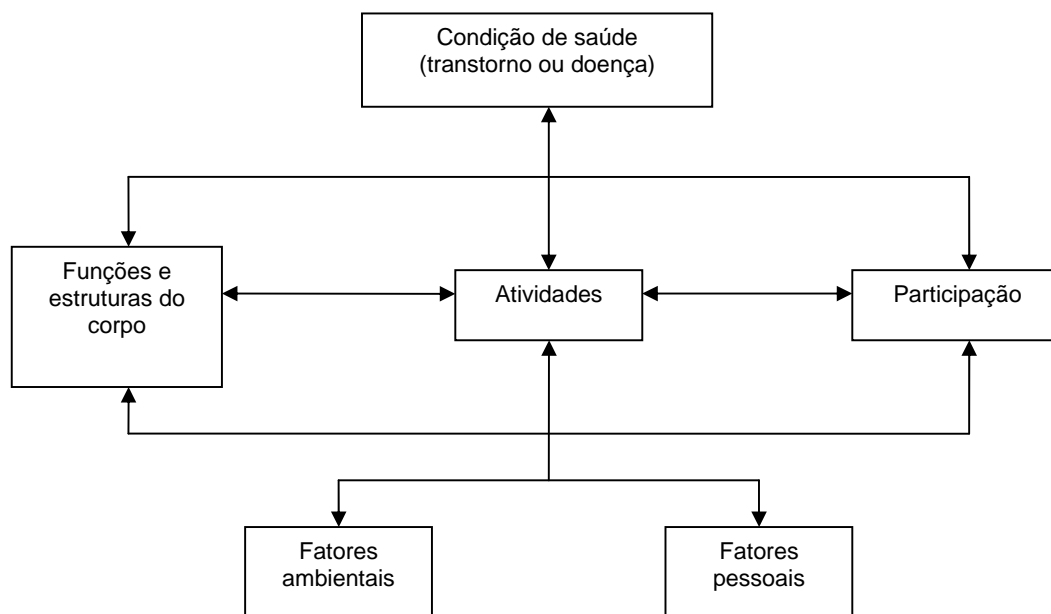 Condição de saúde
(transtorno ou doença)
Funções e
estruturas do
corpo
Atividades
Participação
Fatores
ambientais
Fatores
pessoais